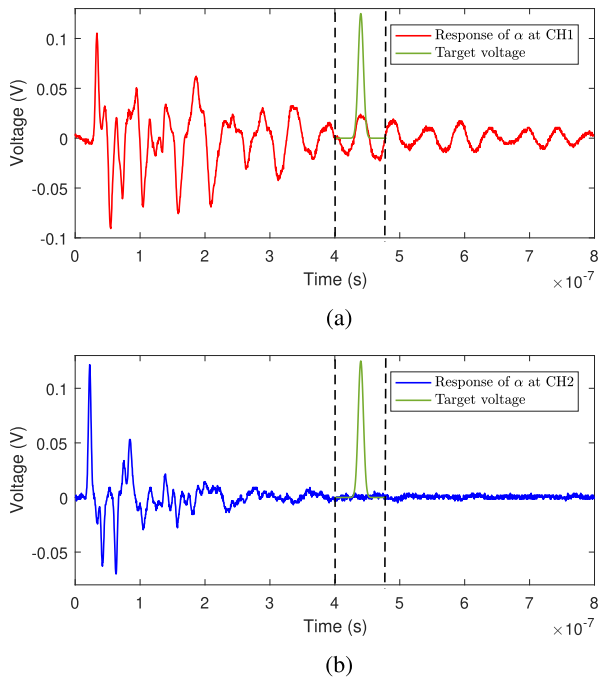 0.1
0.05
0
-0.05
-0.1
Voltage (V)
Response of α at CH1
Target voltage
0 1 2 3 4 5 6 7 8
Time (s)
×10-7
(a)
0.1
0.05
0
-0.05
Voltage (V)
Response of α at CH2
Target voltage
0 1 2 3 4 5 6 7 8
Time (s)
×10-7
(b)